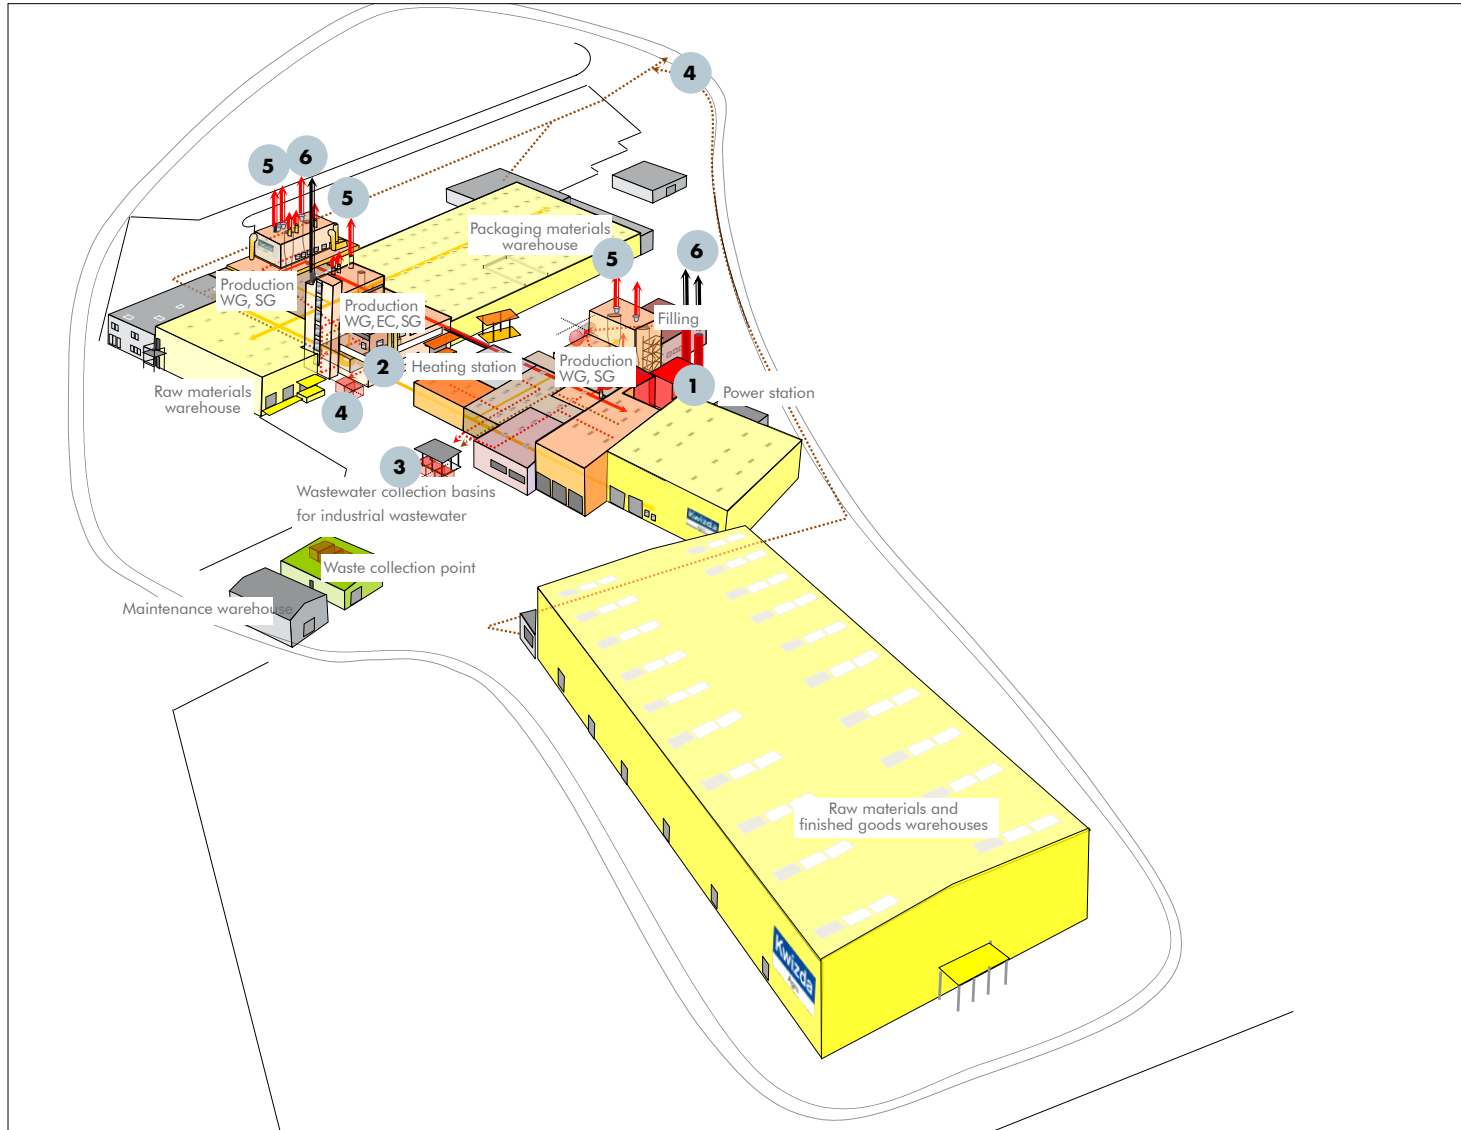 4
5
6
5
Packaging materials
warehouse
5
6
Production
WG, SG
Production
WG, EC, SG
Filling
2
Heating station
Production
WG, SG
1
Power station
Raw materials
warehouse
4
3
Wastewater collection basins
for industrial wastewater
Kwizda
Waste collection point
Maintenance warehouse
Raw materials and
finished goods warehouses
Kwizda
Agro